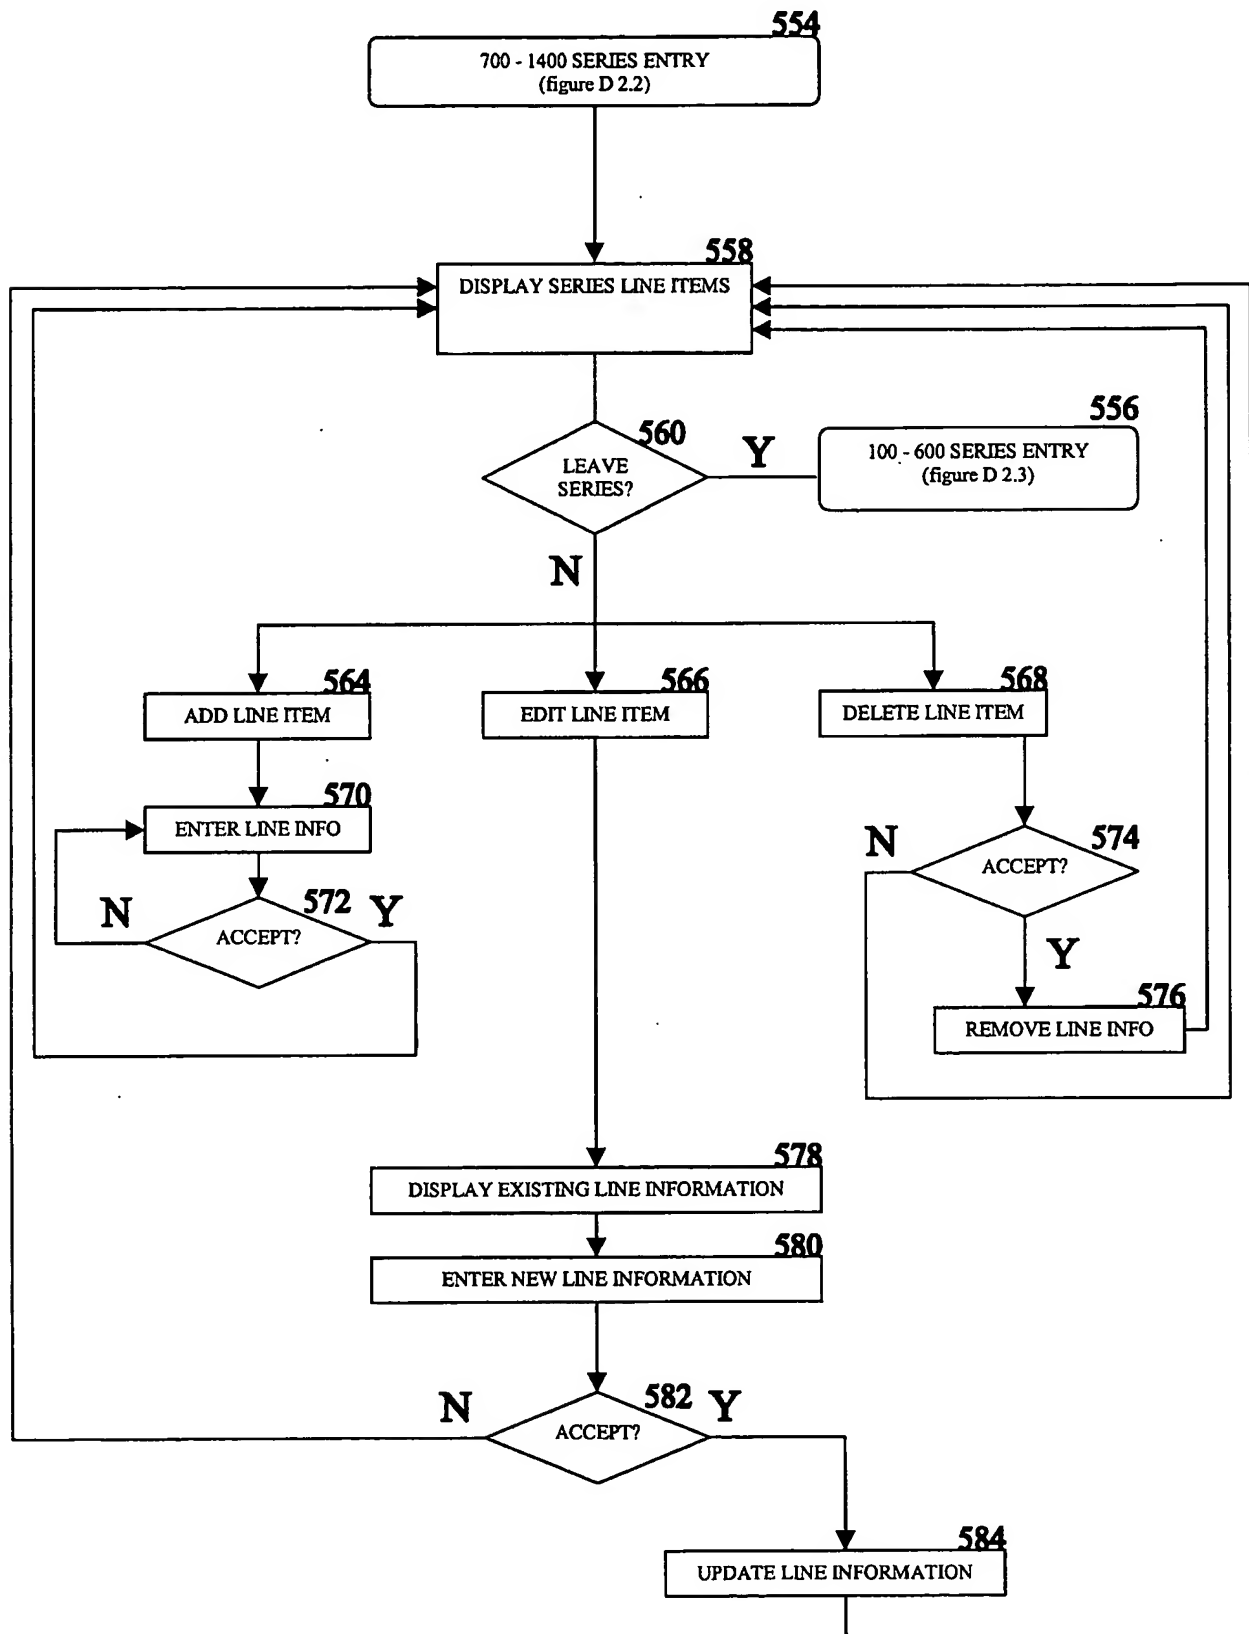 554
700 - 1400 SERIES ENTRY
(figure D 2.2)
558
DISPLAY SERIES LINE ITEMS
560
LEAVE
SERIES?
Y
556
100 - 600 SERIES ENTRY
(figure D 2.3)
N
564
ADD LINE ITEM
566
EDIT LINE ITEM
568
DELETE LINE ITEM
570
ENTER LINE INFO
572
ACCEPT?
N
Y
574
ACCEPT?
N
Y
576
REMOVE LINE INFO
578
DISPLAY EXISTING LINE INFORMATION
580
ENTER NEW LINE INFORMATION
582
ACCEPT?
N
Y
584
UPDATE LINE INFORMATION